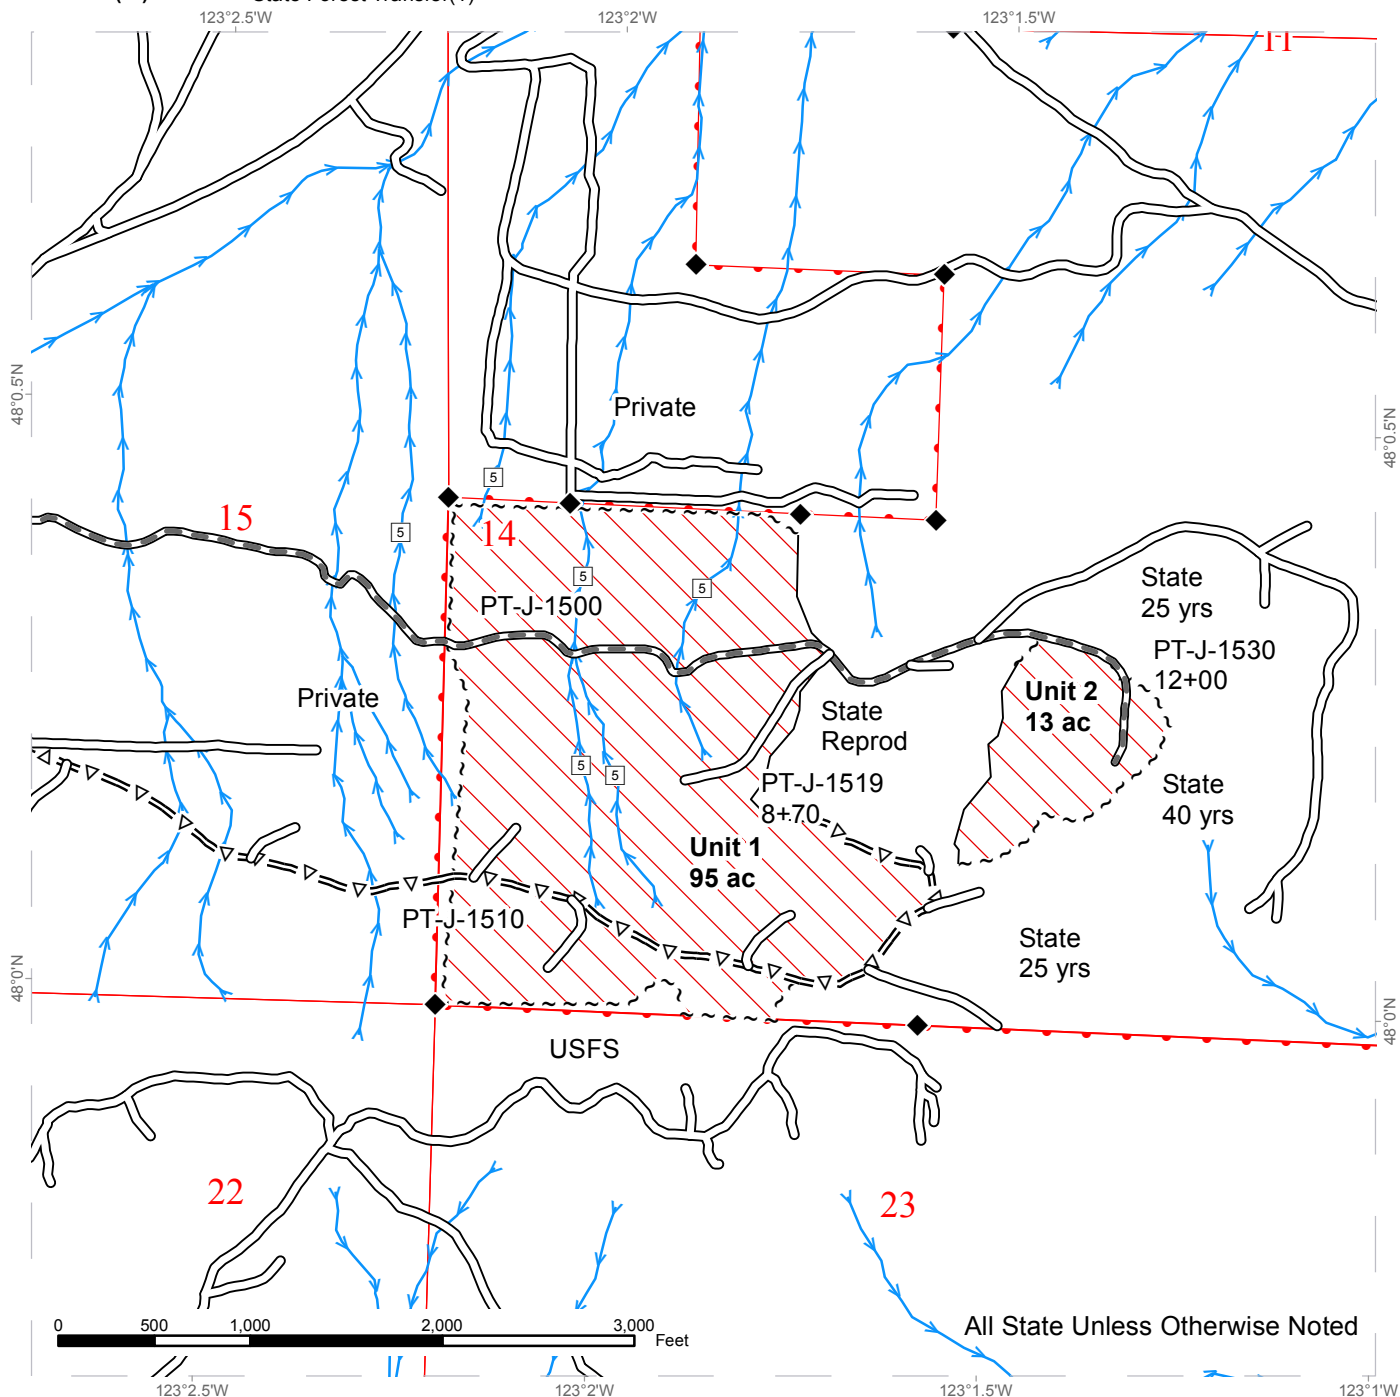 State Forest Transfer(1)
123°2.5'W
123°2'W
123°1.5'W
11
48°0.5'N
48°0.5'N
Private
5
15
14
5
5
5
PT-J-1500
State
25 yrs
PT-J-1530
12+00
Unit 2
13 ac
Private
State
Reprod
5
5
PT-J-1519
8+70
State
40 yrs
Unit 1
95 ac
PT-J-1510
State
25 yrs
48°0'N
48°0'N
USFS
22
23
0
500
1,000
2,000
3,000
Feet
All State Unless Otherwise Noted
123°2.5'W
123°2'W
123°1.5'W
123°1'W